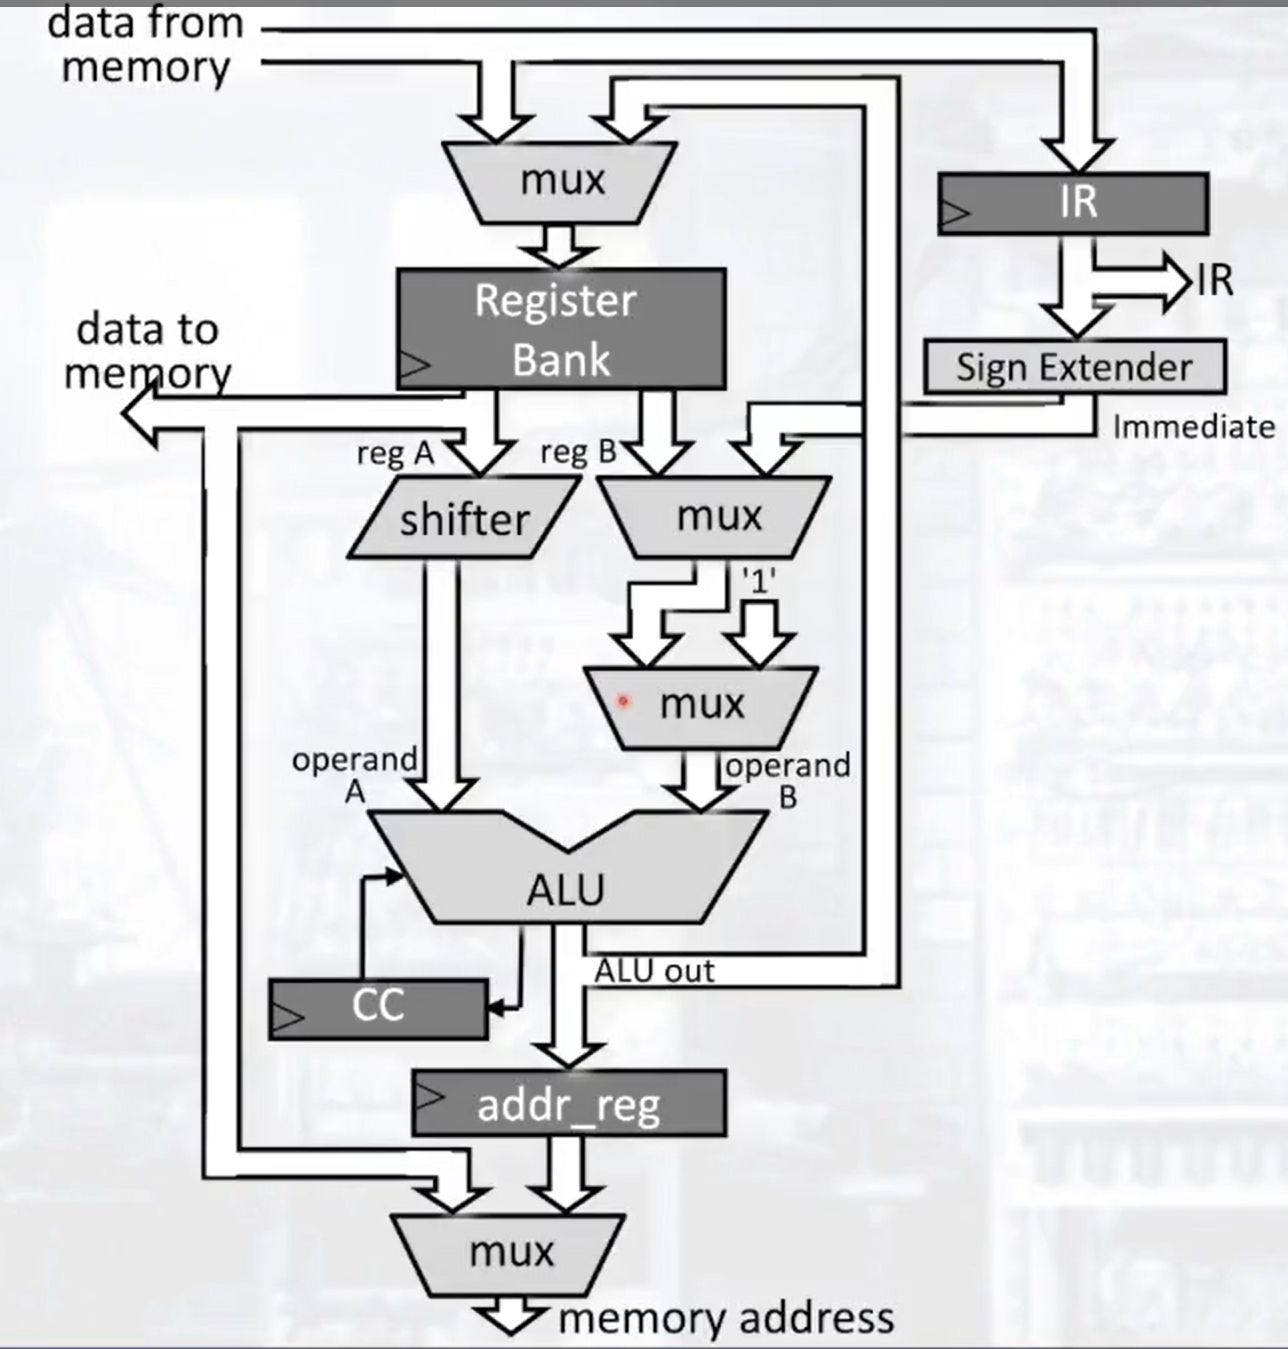 data from
memory
mux
IR
IR
Register
Bank
data to
memory
Sign Extender
Immediate
reg A
reg B
shifter
mux
'1'
mux
operand
A
operand
B
ALU
ALU out
CC
addr_reg
mux
memory address